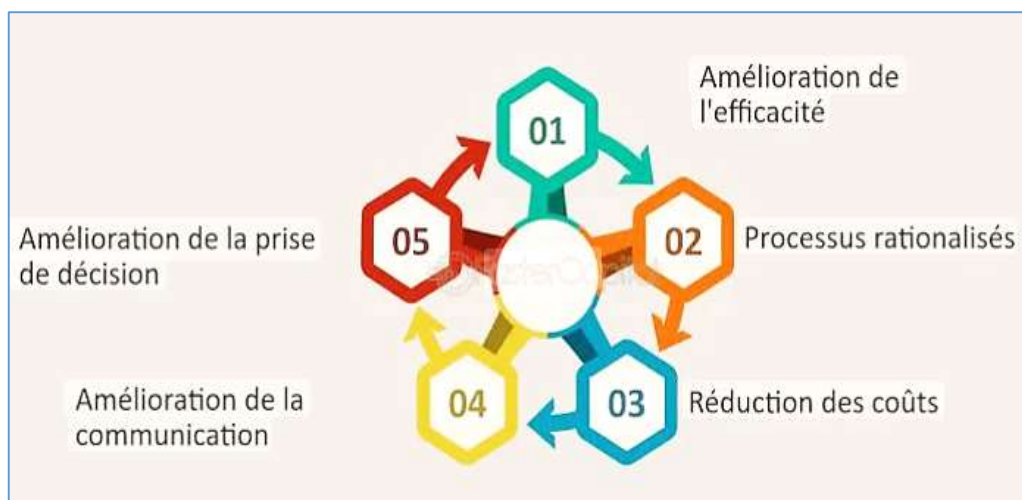 01
Amélioration de
l'efficacité
02
Processus rationalisés
03
Réduction des coûts
04
Amélioration de la
communication
05
Amélioration de la prise
de décision